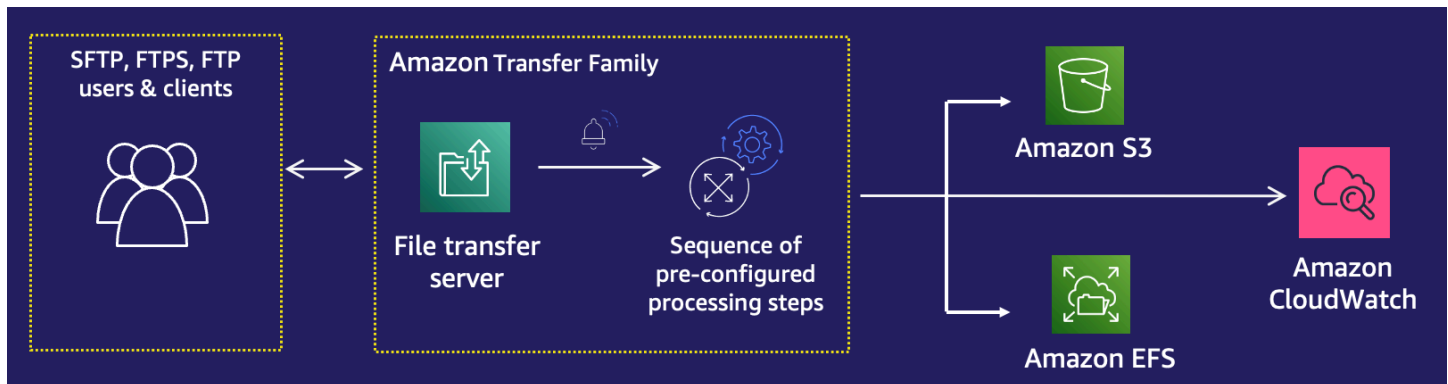 SFTP, FTPS, FTP
users & clients
Amazon Transfer Family
File transfer
server
Sequence of
pre-configured
processing steps
Amazon S3
Amazon EFS
Amazon
CloudWatch